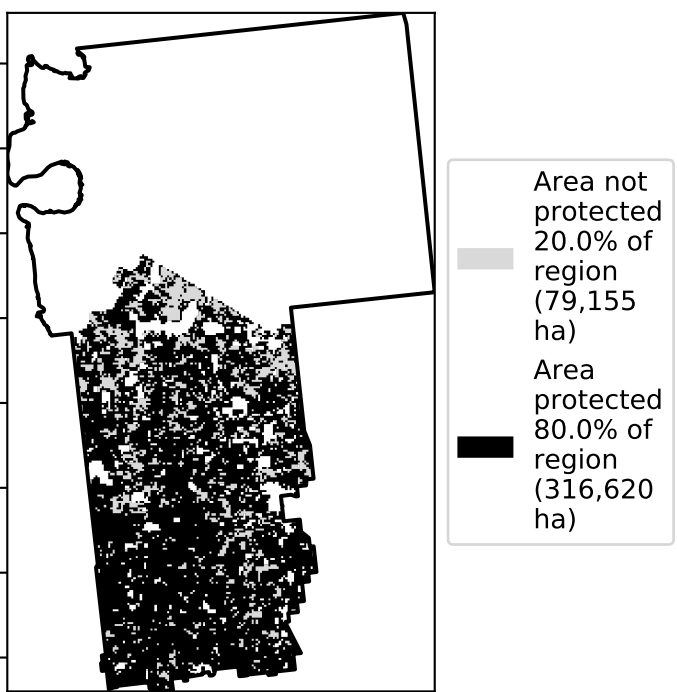 Area not
protected
20.0% of
region
(79,155
ha)
Area
protected
80.0% of
region
(316,620
ha)